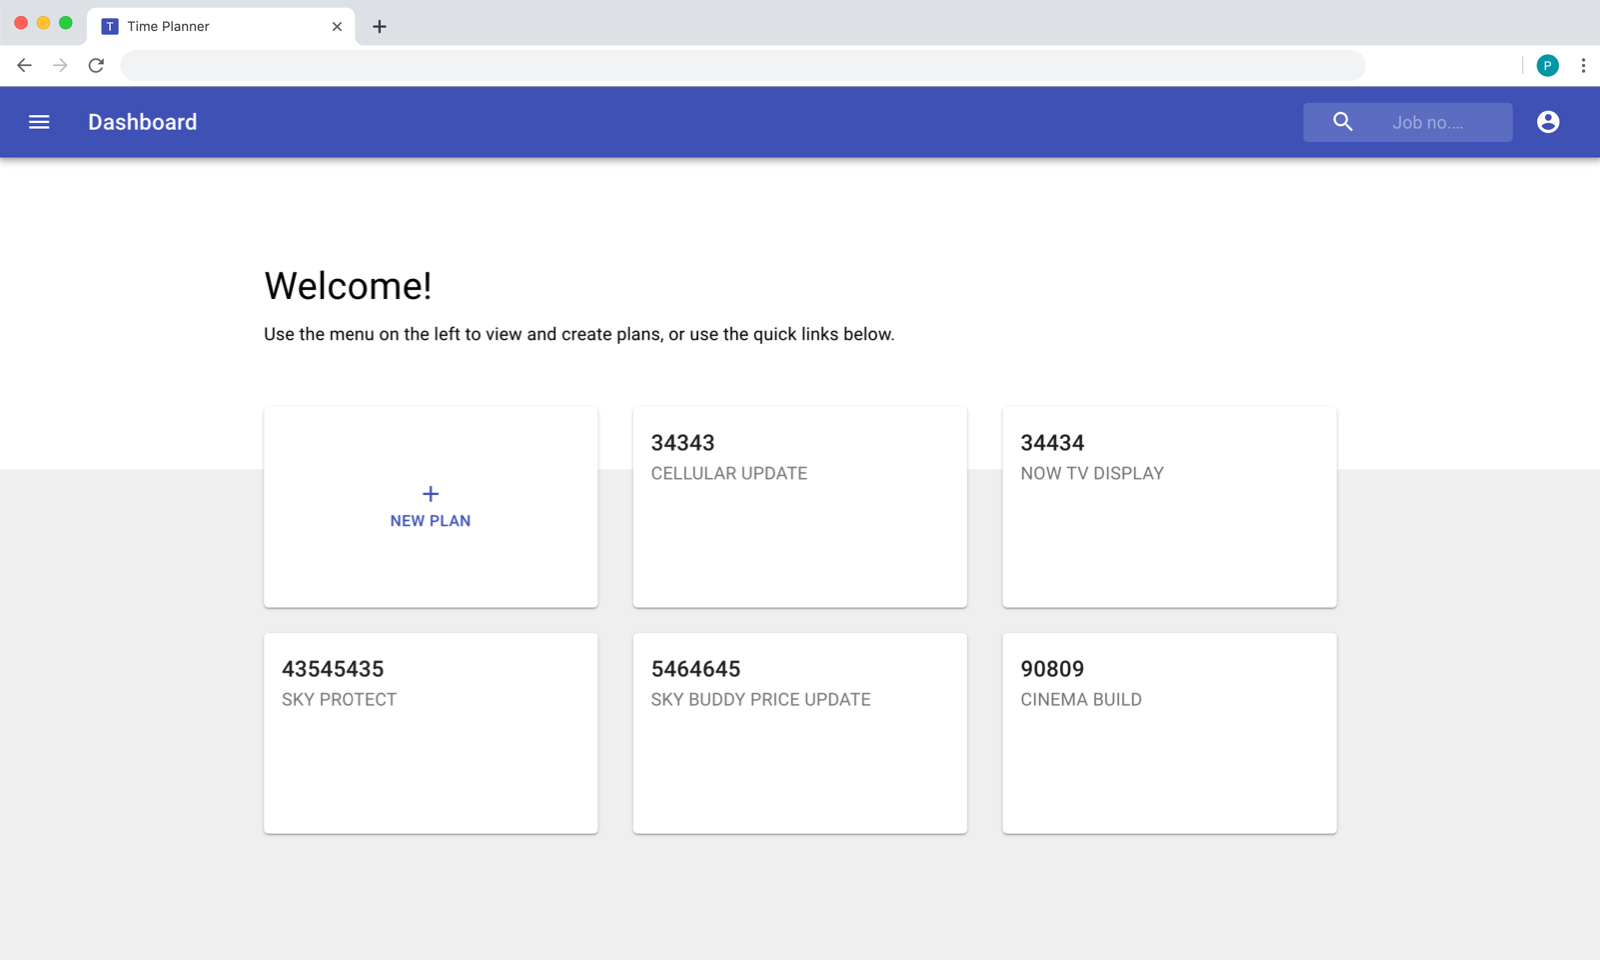 T Time Planner
P
Dashboard
Job no....
Welcome!
Use the menu on the left to view and create plans, or use the quick links below.
NEW PLAN
34343
CELLULAR UPDATE
34434
NOW TV DISPLAY
43545435
SKY PROTECT
5464645
SKY BUDDY PRICE UPDATE
90809
CINEMA BUILD